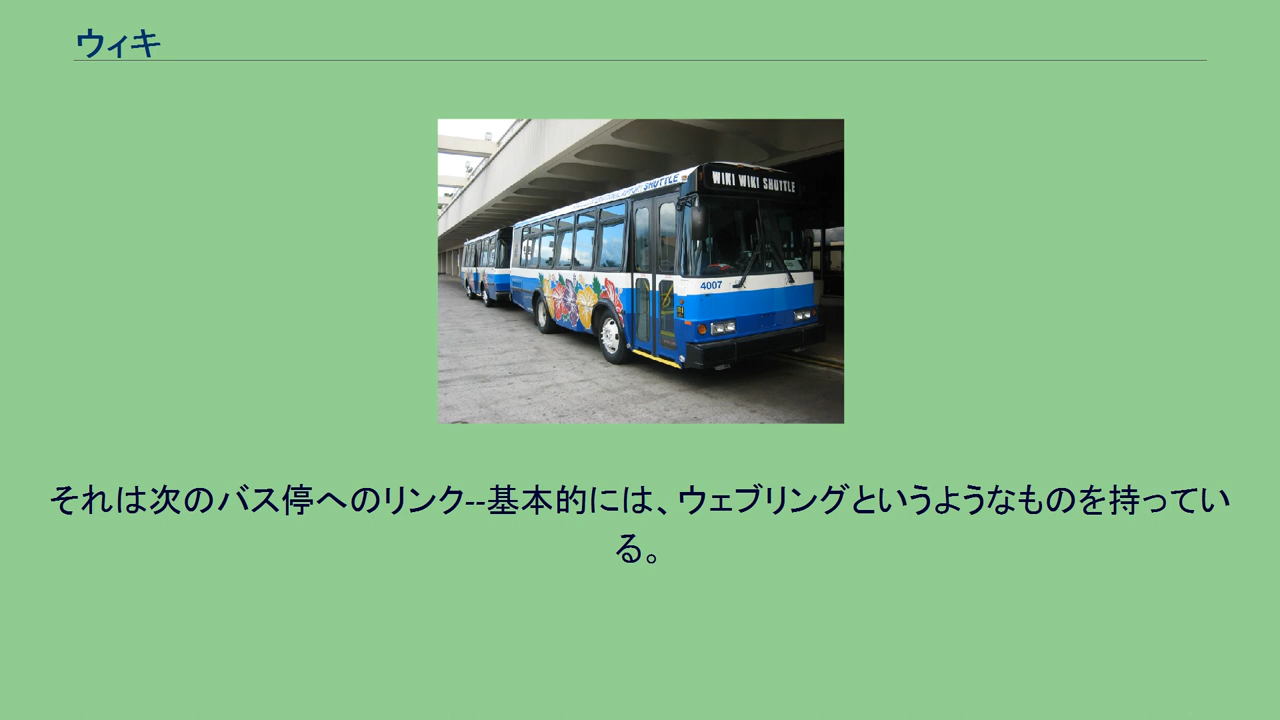 ウィキ
SHUTTLE
WIKI WIKI SHUTTLE
4007
それは次のバス停へのリンク--基本的には、ウェブリングというようなものを持ってい
る。